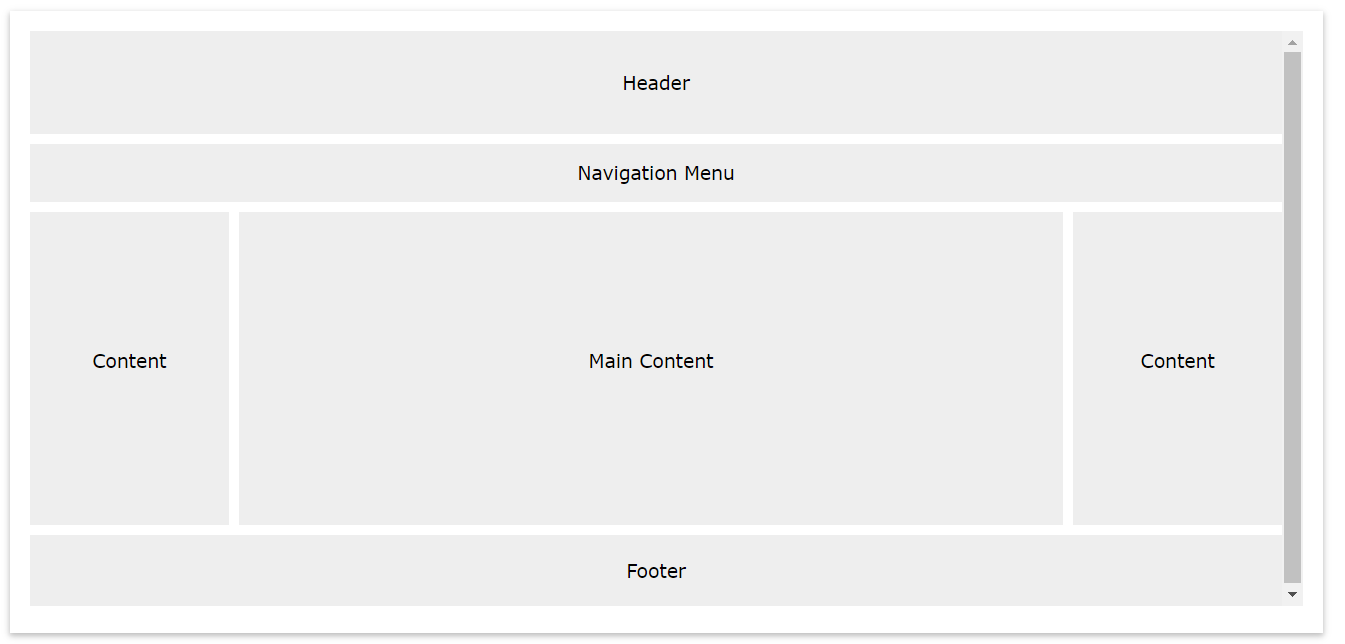 Header
Navigation Menu
Content
Main Content
Content
Footer